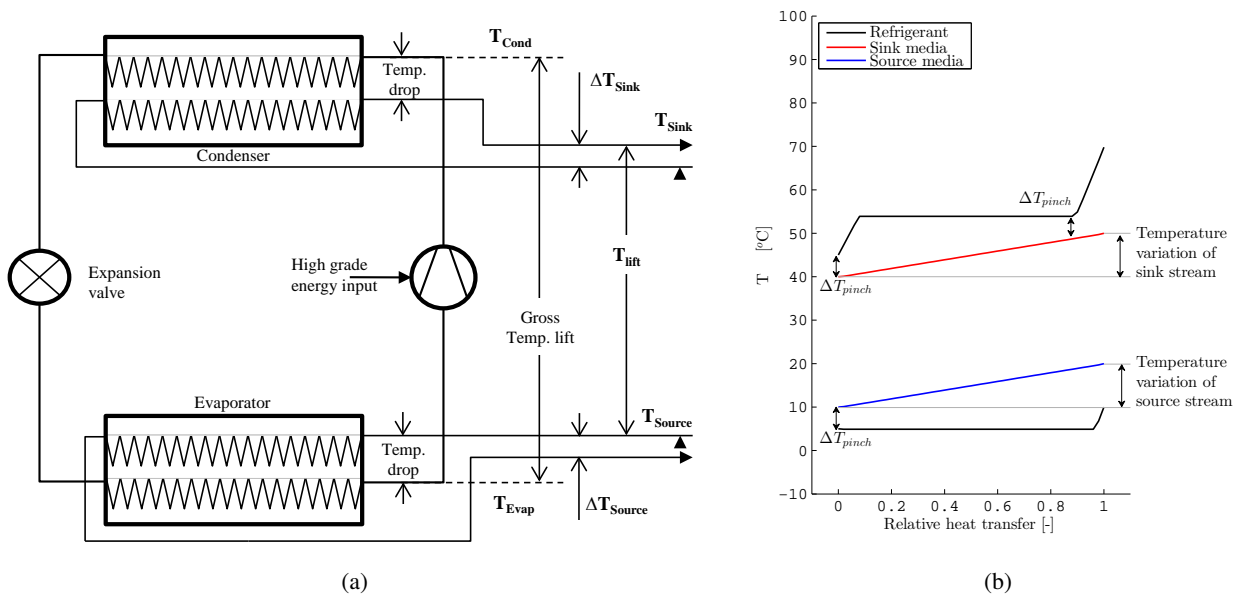 T_Cond
Temp.
drop
ΔT_Sink
T_Sink
Condenser
T_lift
Expansion
valve
High grade
energy input
Gross
Temp. lift
Evaporator
T_Source
Temp.
drop
T_Evap
ΔT_Source
(a)
100
90
80
70
60
50
40
30
20
10
0
−10
T [°C]
Refrigerant
Sink media
Source media
ΔT_pinch
ΔT_pinch
ΔT_pinch
Temperature
variation of
sink stream
Temperature
variation of
source stream
0 0.2 0.4 0.6 0.8 1
Relative heat transfer [-]
(b)